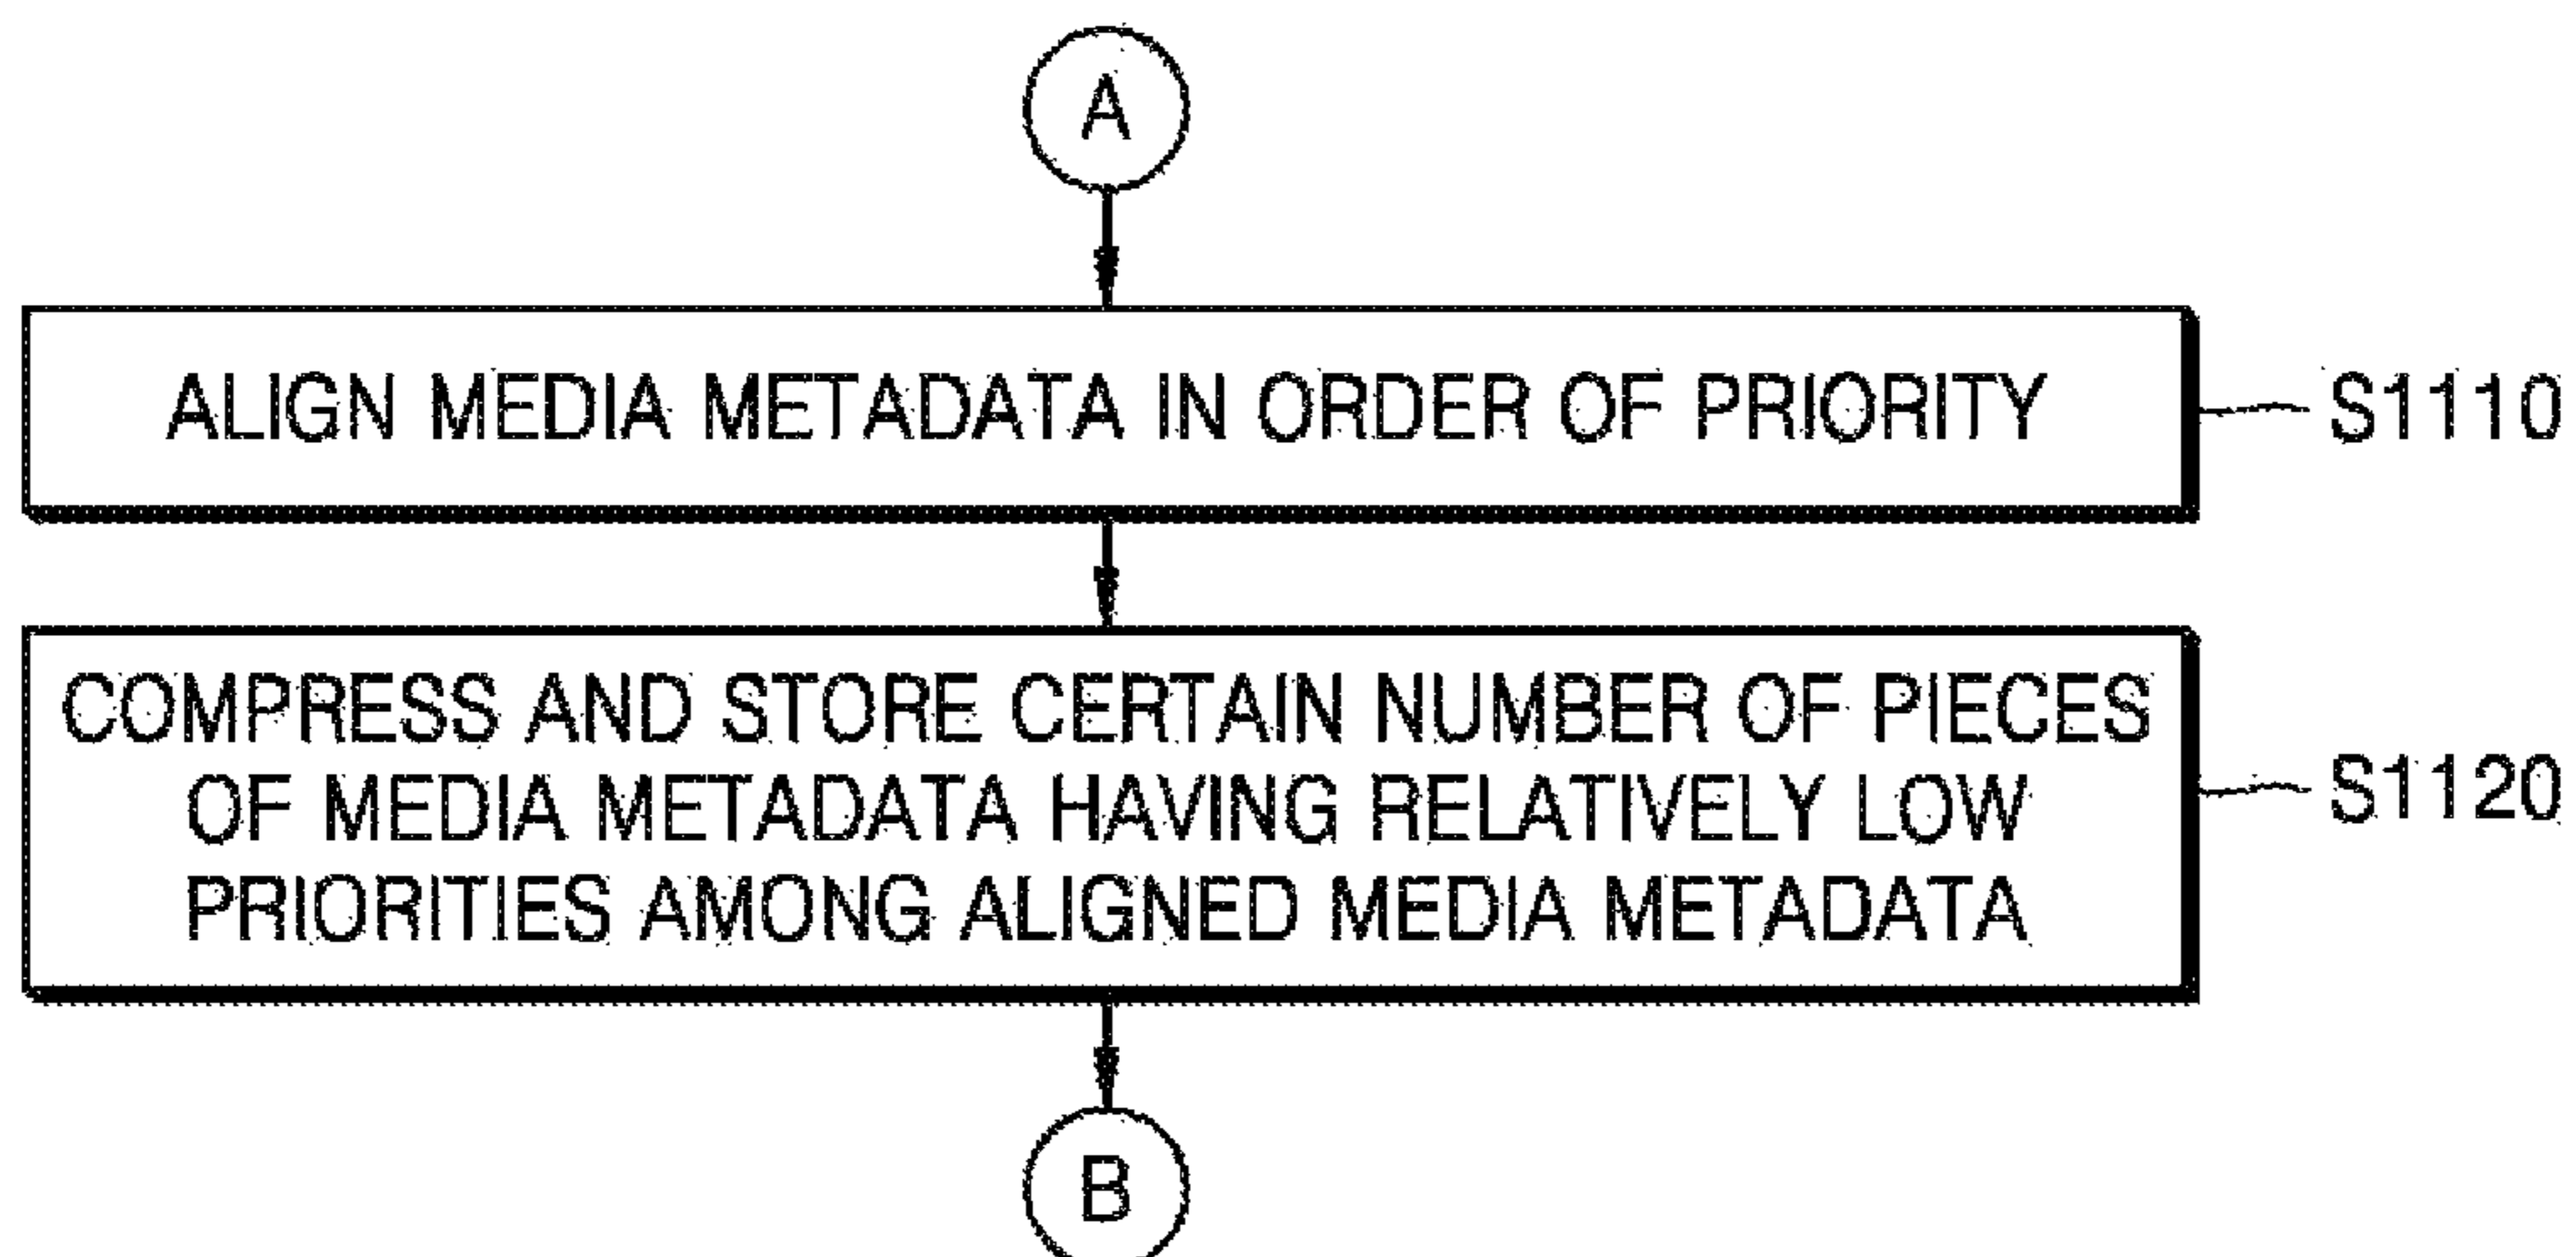 A
ALIGN MEDIA METADATA IN ORDER OF PRIORITY
S1110
COMPRESS AND STORE CERTAIN NUMBER OF PIECES
OF MEDIA METADATA HAVING RELATIVELY LOW
PRIORITIES AMONG ALIGNED MEDIA METADATA
S1120
B